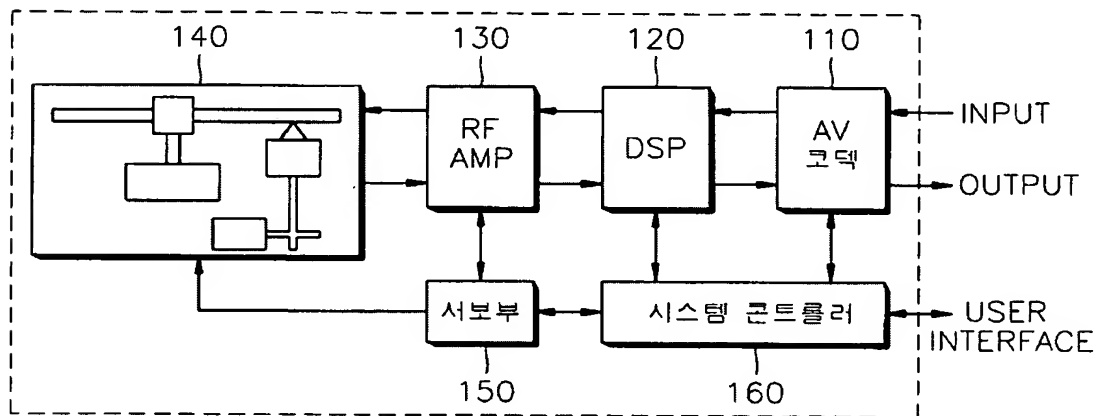 140
130
120
110
RF
AMP
DSP
AV
코덱
INPUT
OUTPUT
서보부
시스템 콘트롤러
USER
INTERFACE
150
160